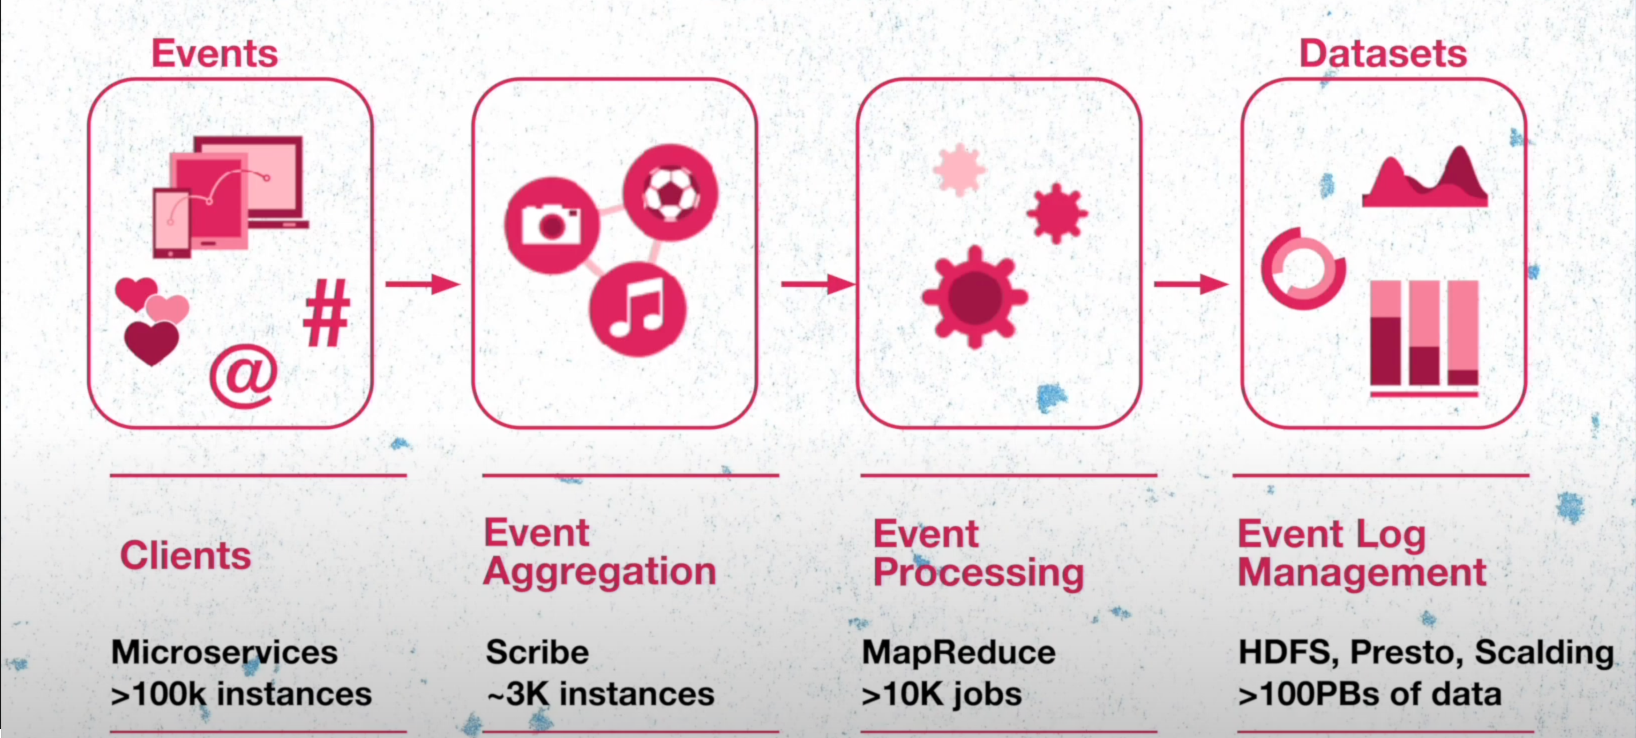 Events
Datasets
#
@
Clients
Event
Aggregation
Event
Processing
Event Log
Management
Microservices
>100k instances
Scribe
~3K instances
MapReduce
>10K jobs
HDFS, Presto, Scalding
>100PBs of data